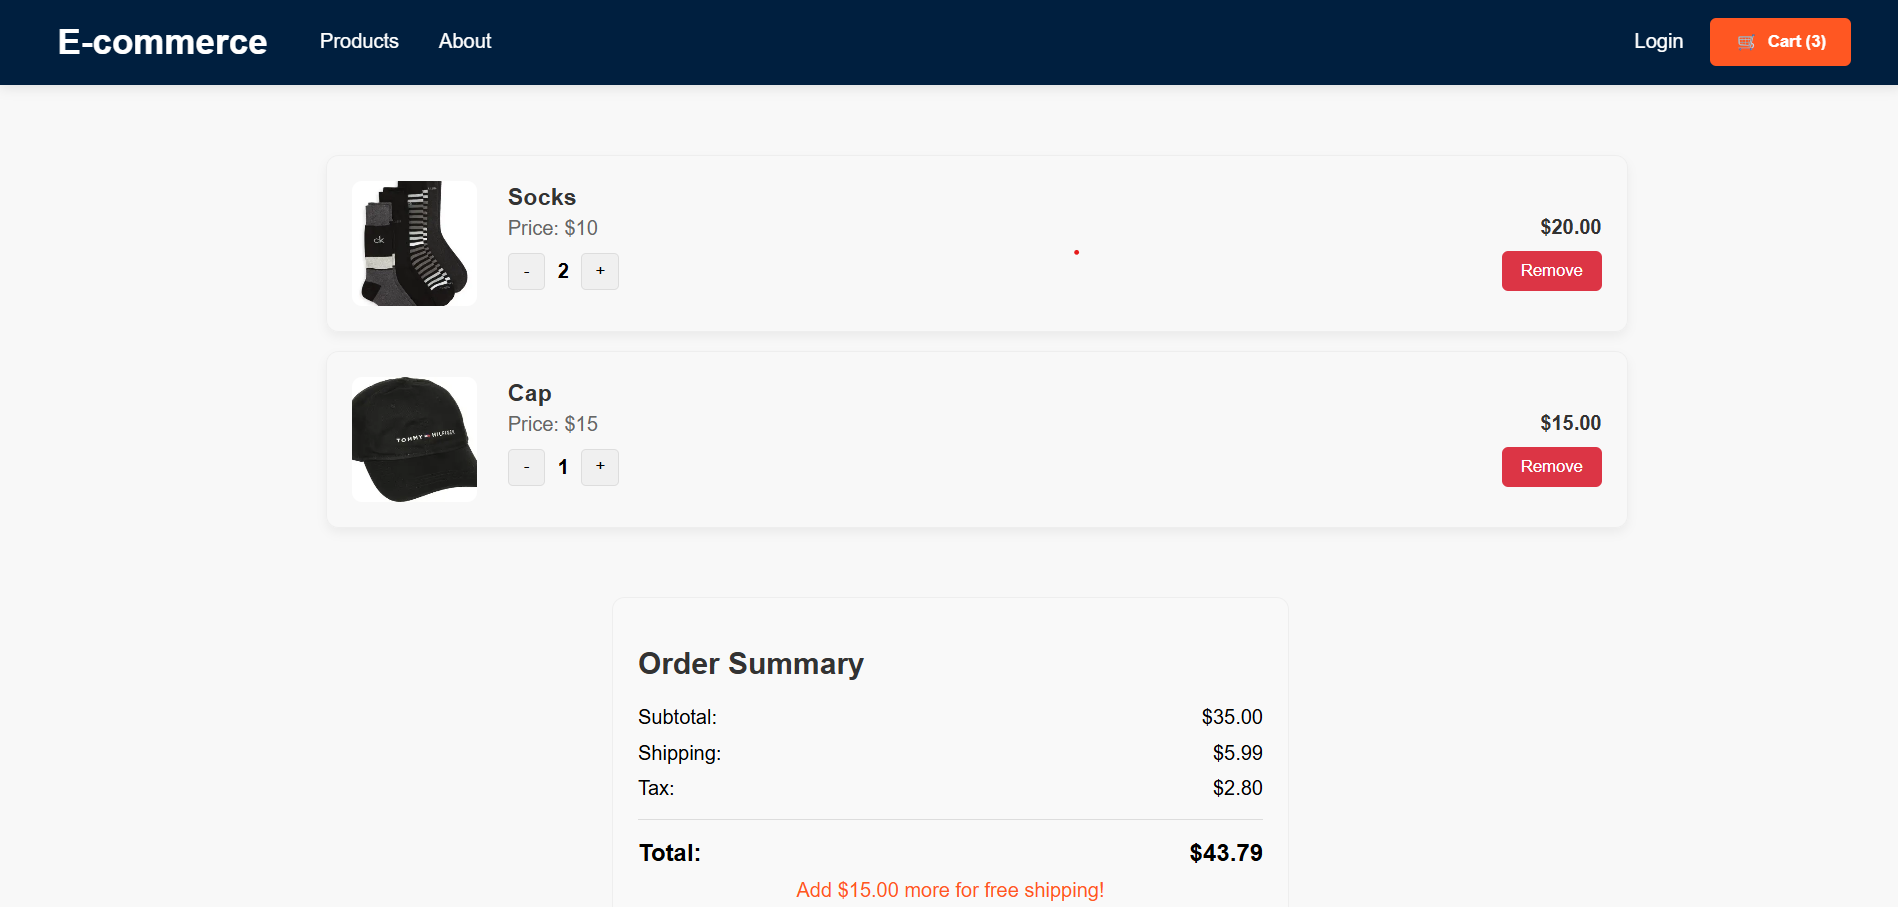 E-commerce Products About Login Cart (3)
Socks
Price: $10
$20.00
- 2 +
Remove
ck
Cap
Price: $15
$15.00
TOMMY HILFIGER
- 1 +
Remove
Order Summary
Subtotal: $35.00
Shipping: $5.99
Tax: $2.80
Total: $43.79
Add $15.00 more for free shipping!